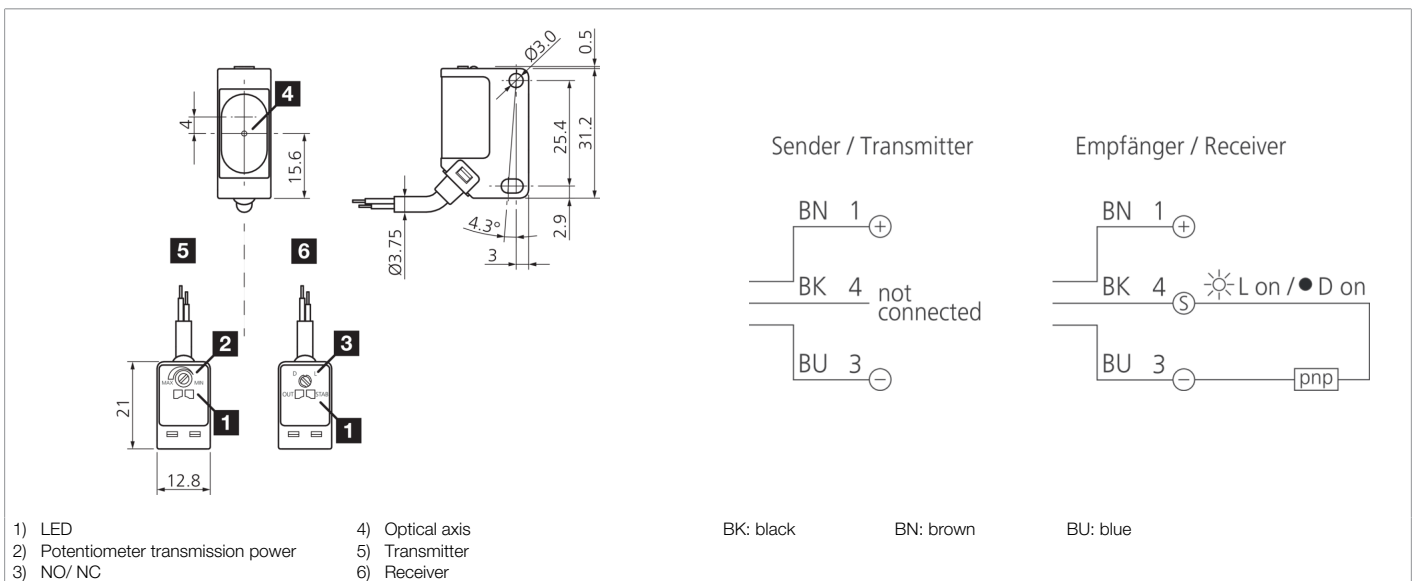 Ø3.0
0.5
4
4
15.6
25.4
31.2
Ø3.75
4.3°
3
2.9
5
6
2
MAX
MIN
1
21
12.8
3
D
L
OUT
STAB
1
Sender / Transmitter
BN 1
+
BK 4 not connected
BU 3
−
Empfänger / Receiver
BN 1
+
BK 4 S L on / D on
BU 3
−
pnp
1) LED
2) Potentiometer transmission power
3) NO/ NC
4) Optical axis
5) Transmitter
6) Receiver
BK: black
BN: brown
BU: blue